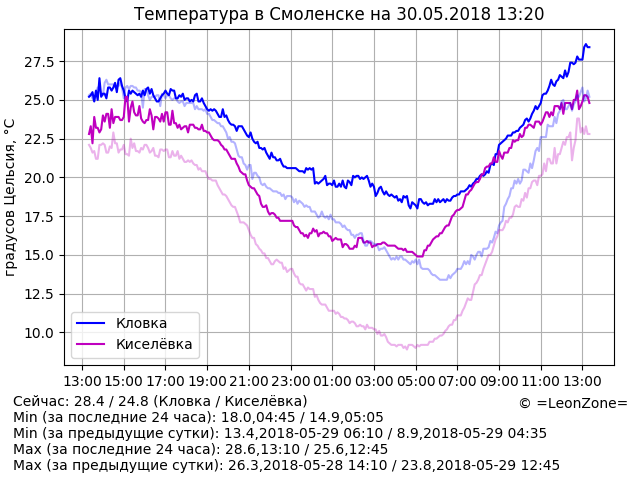 Температура в Смоленске на 30.05.2018 13:20
градусов Цельсия, °C
27.5
25.0
22.5
20.0
17.5
15.0
12.5
10.0
Кловка
Киселёвка
13:00 15:00 17:00 19:00 21:00 23:00 01:00 03:00 05:00 07:00 09:00 11:00 13:00
Сейчас: 28.4 / 24.8 (Кловка / Киселёвка)
© =LeonZone=
Min (за последние 24 часа): 18.0,04:45 / 14.9,05:05
Min (за предыдущие сутки): 13.4,2018-05-29 06:10 / 8.9,2018-05-29 04:35
Max (за последние 24 часа): 28.6,13:10 / 25.6,12:45
Max (за предыдущие сутки): 26.3,2018-05-28 14:10 / 23.8,2018-05-29 12:45